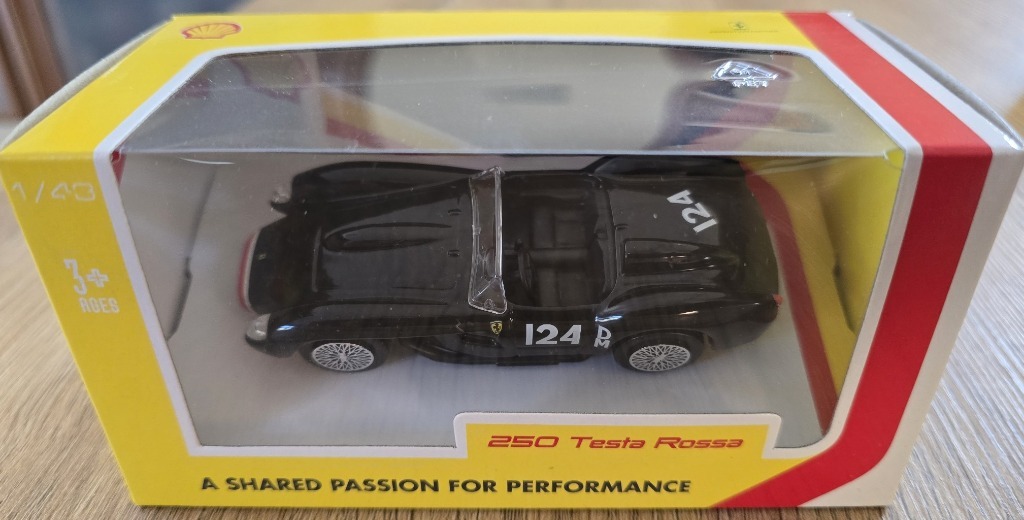 1/43
3+
AGES
124
124
250 Testa Rossa
A SHARED PASSION FOR PERFORMANCE